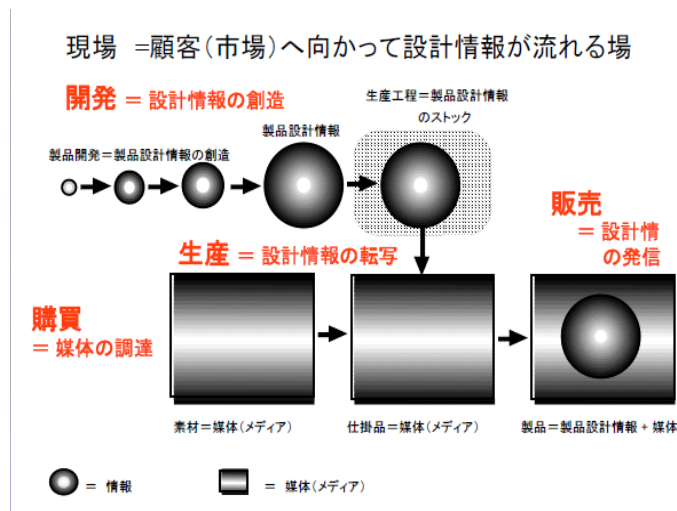 現場 =顧客(市場)へ向かって設計情報が流れる場
開発 = 設計情報の創造
生産工程=製品設計情報
のストック
製品設計情報
製品開発=製品設計情報の創造
販売
= 設計情
の発信
生産 = 設計情報の転写
購買
= 媒体の調達
素材=媒体(メディア)
仕掛品=媒体(メディア)
製品=製品設計情報+媒体
= 情報
= 媒体(メディア)